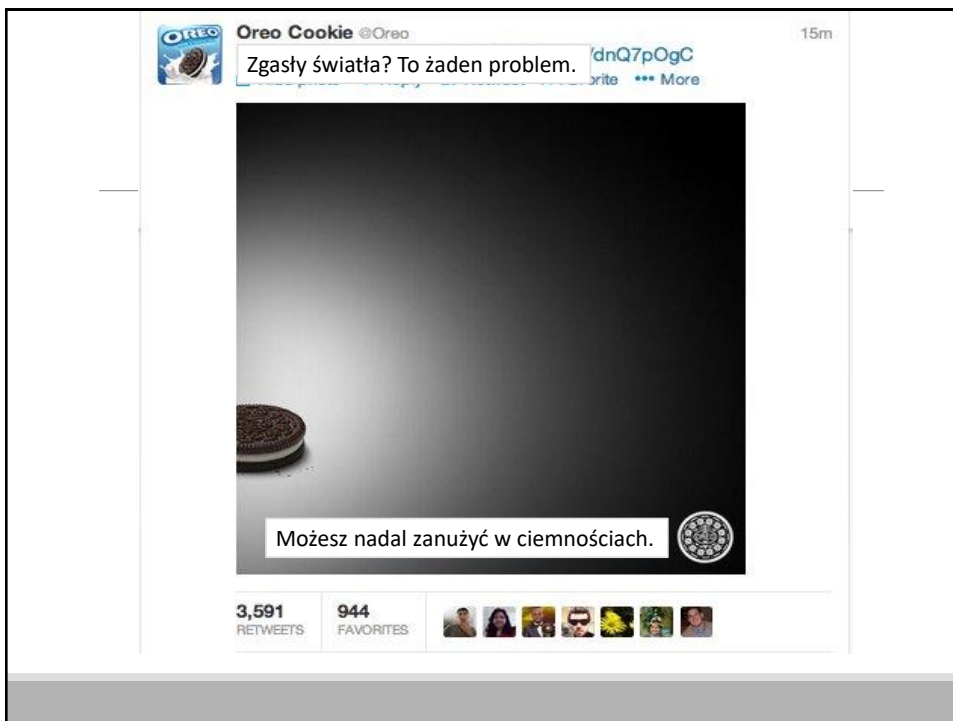 OREO
Oreo Cookie @Oreo 15m
Zgasły światła? To żaden problem.
/dnQ7pOgC
More
Możesz nadal zanużyć w ciemnościach.
3,591 944
RETWEETS FAVORITES